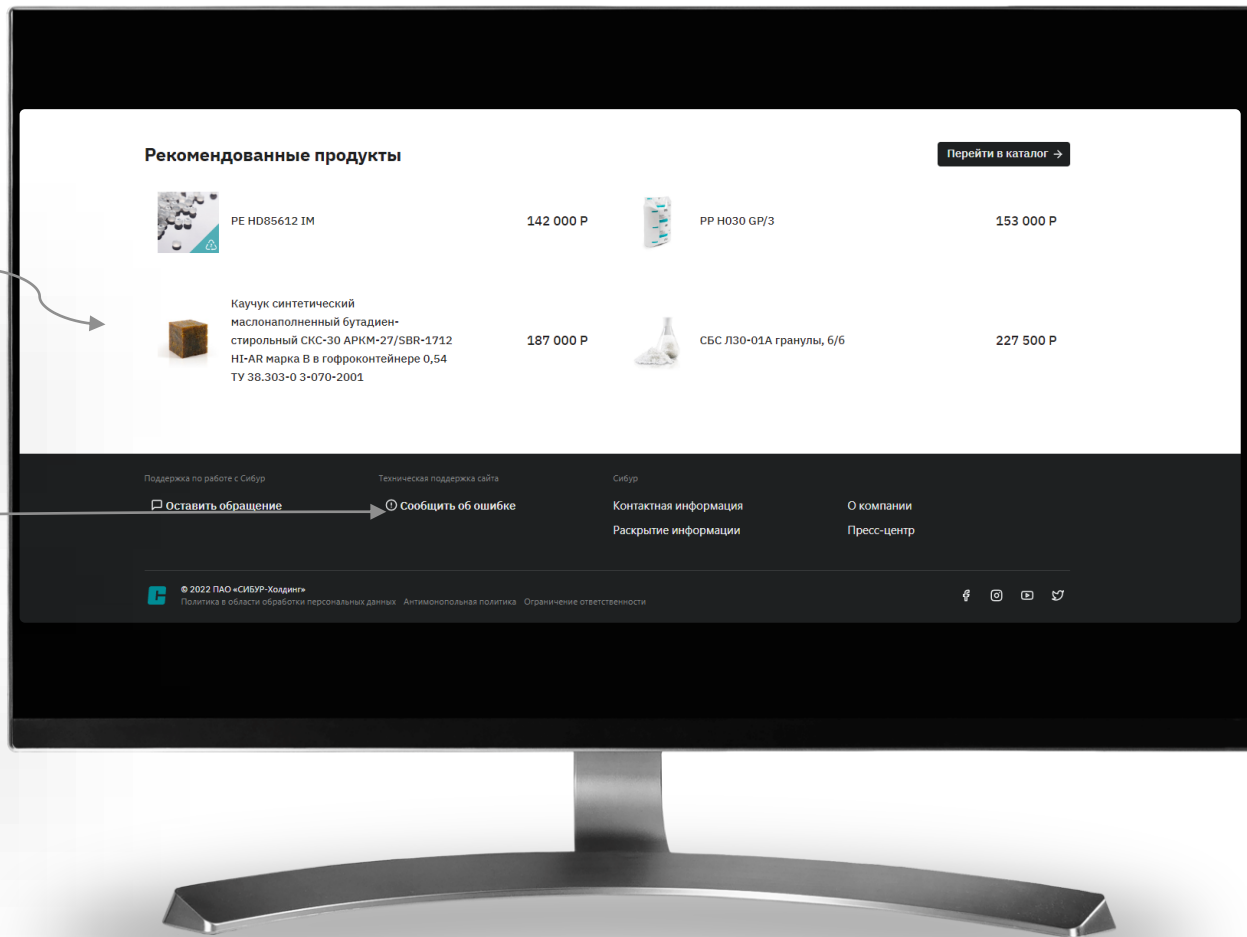 Рекомендованные продукты
Перейти в каталог →
PE HD85612 IM
142 000 Р
PP H030 GP/3
153 000 Р
Каучук синтетический
маслонаполненный бутадиен-
стирольный СКС-30 АРКМ-27/SBR-1712
HI-AR марка В в гофроконтейнере 0,54
ТУ 38.303-0 3-070-2001
187 000 Р
СБС Л30-01А гранулы, б/б
227 500 Р
Поддержка по работе с Сибур
Техническая поддержка сайта
Сибур
Оставить обращение
Сообщить об ошибке
Контактная информация
О компании
Раскрытие информации
Пресс-центр
© 2022 ПАО «СИБУР-Холдинг»
Политика в области обработки персональных данных Антимонопольная политика Ограничение ответственности